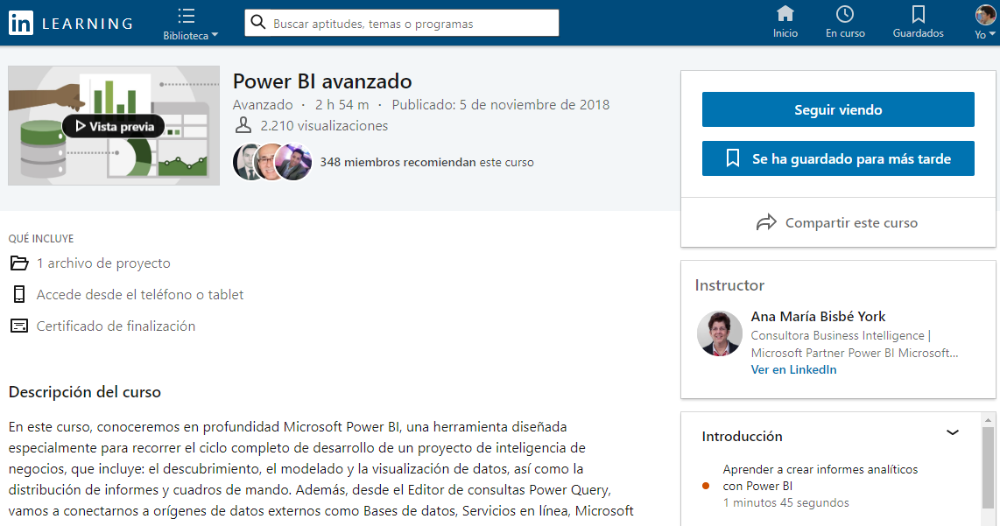 in LEARNING
Biblioteca
Buscar aptitudes, temas o programas
Inicio
En curso
Guardados
Yo
Vista previa
Power BI avanzado
Avanzado · 2 h 54 m · Publicado: 5 de noviembre de 2018
2.210 visualizaciones
348 miembros recomiendan este curso
Seguir viendo
Se ha guardado para más tarde
Compartir este curso
QUÉ INCLUYE
1 archivo de proyecto
Accede desde el teléfono o tablet
Certificado de finalización
Descripción del curso
En este curso, conoceremos en profundidad Microsoft Power BI, una herramienta diseñada
especialmente para recorrer el ciclo completo de desarrollo de un proyecto de inteligencia de
negocios, que incluye: el descubrimiento, el modelado y la visualización de datos, así como la
distribución de informes y cuadros de mando. Además, desde el Editor de consultas Power Query,
vamos a conectarnos a orígenes de datos externos como Bases de datos, Servicios en línea, Microsoft
Instructor
Ana María Bisbé York
Consultora Business Intelligence |
Microsoft Partner Power BI Microsoft...
Ver en LinkedIn
Introducción
Aprender a crear informes analíticos
con Power BI
1 minutos 45 segundos